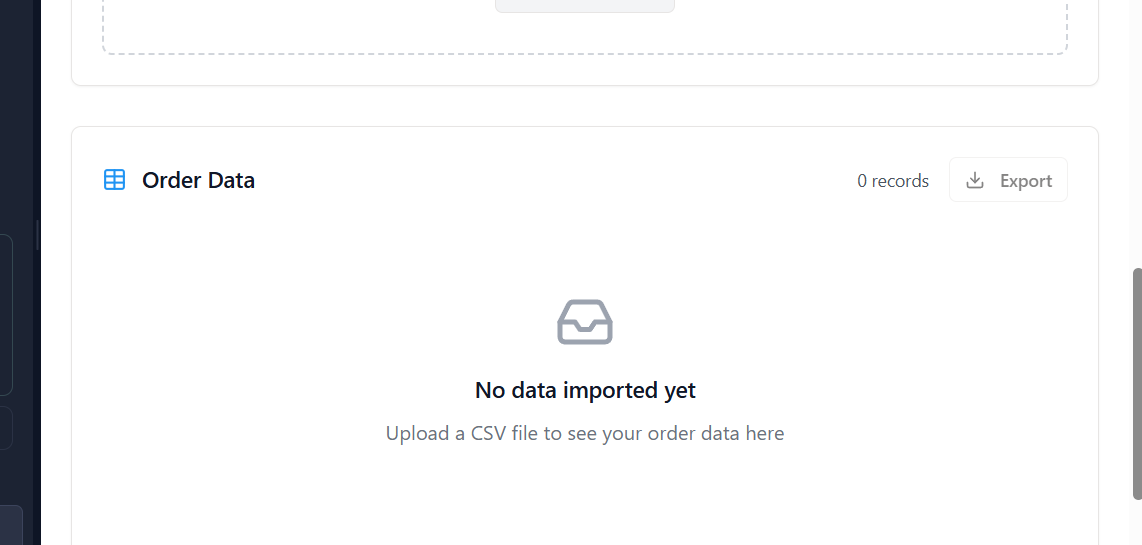 Order Data
0 records
Export
No data imported yet
Upload a CSV file to see your order data here